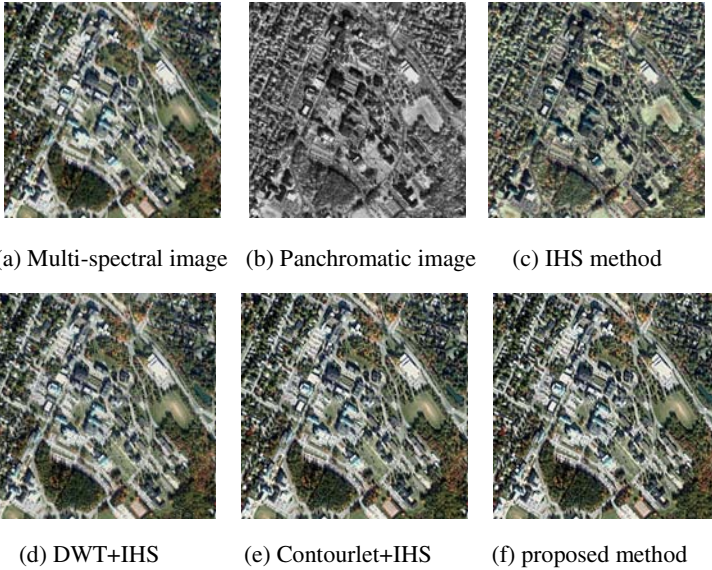 (a) Multi-spectral image (b) Panchromatic image (c) IHS method
(d) DWT+IHS (e) Contourlet+IHS (f) proposed method